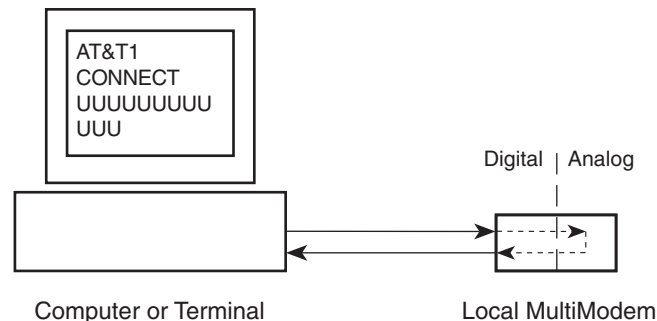 AT&T1
CONNECT
UUUUUUUUU
UUU
Digital | Analog
Computer or Terminal
Local MultiModem